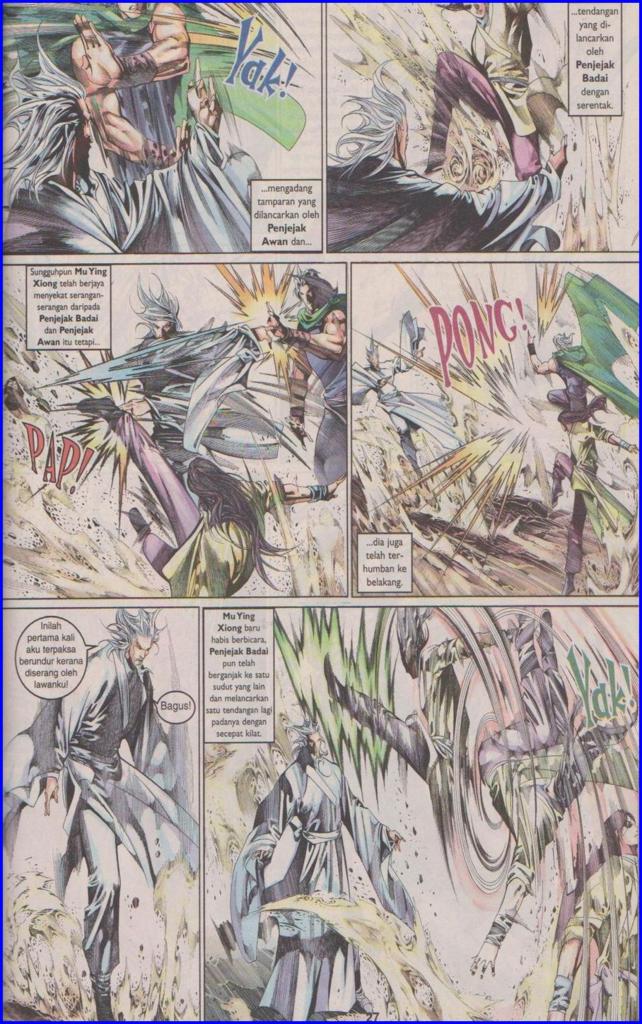 Yak!
...mengadang
tamparan yang
dilancarkan oleh
Penjejak
Awan dan...
...tendangan
yang di-
lancarkan
oleh
Penjejak
Badai
dengan
serentak.
Sungguhpun Mu Ying
Xiong telah berjaya
menyekat serangan-
serangan daripada
Penjejak Badai
dan Penjejak
Awan itu tetapi...
PAP!
PONG!
...dia juga
telah ter-
humban ke
belakang.
Inilah
pertama kali
aku terpaksa
berundur kerana
diserang oleh
lawanku!
Bagus!
Mu Ying
Xiong baru
habis berbicara,
Penjejak Badai
pun telah
berganjak ke satu
sudut yang lain
dan melancarkan
satu tendangan lagi
padanya dengan
secepat kilat.
Yak!
27